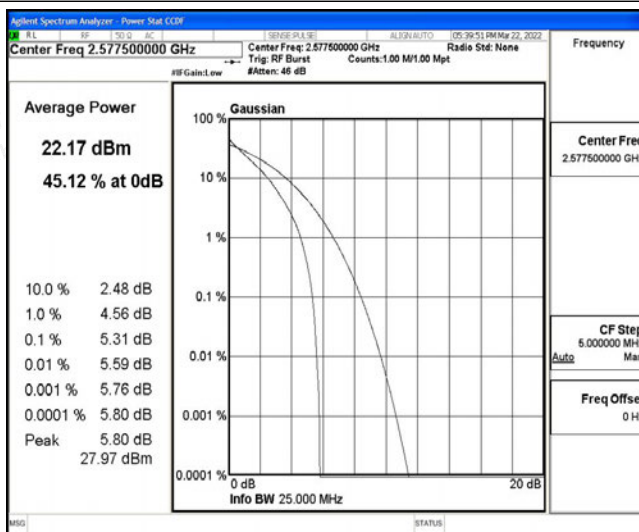 Agilent Spectrum Analyzer - Power Stat CCDF
RL RF 50 Ω AC SENSE:PULSE ALIGN AUTO 05:39:51 PM Mar 22, 2022
Center Freq 2.577500000 GHz
Center Freq: 2.577500000 GHz Radio Std: None
Trig: RF Burst Counts:1.00 M/1.00 Mpt
#IFGain:Low #Atten: 46 dB
Frequency
Average Power
22.17 dBm
45.12 % at 0dB
10.0 % 2.48 dB
1.0 % 4.56 dB
0.1 % 5.31 dB
0.01 % 5.59 dB
0.001 % 5.76 dB
0.0001 % 5.80 dB
Peak 5.80 dB
27.97 dBm
Gaussian
100 %
10 %
1 %
0.1 %
0.01 %
0.001 %
0.0001 %
0 dB 20 dB
Info BW 25.000 MHz
Center Fre
2.577500000 GH
CF Step
5.000000 MH
Auto Ma
Freq Offse
0 H
MSG STATUS